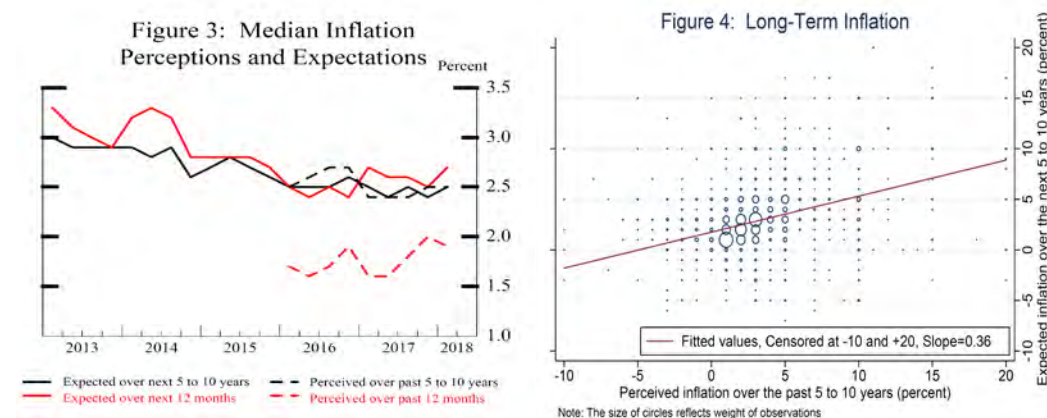 Figure 3: Median Inflation
Perceptions and Expectations
Percent
3.5
3.0
2.5
2.0
1.5
1.0
2013 2014 2015 2016 2017 2018
Expected over next 5 to 10 years
Expected over next 12 months
Perceived over past 5 to 10 years
Perceived over past 12 months
Figure 4: Long-Term Inflation
20
15
10
5
0
-5
-10
Expected inflation over the next 5 to 10 years (percent)
Fitted values, Censored at -10 and +20, Slope=0.36
-10 -5 0 5 10 15 20
Perceived inflation over the past 5 to 10 years (percent)
Note: The size of circles reflects weight of observations